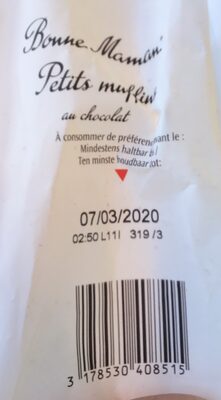 Bonne Maman
Petits muffins
au chocolat
À consommer de préférence avant le :
Mindestens haltbar bis :
Ten minste houdbaar tot:
07/03/2020
02:50 L11I 319 /3
3 178530 408515